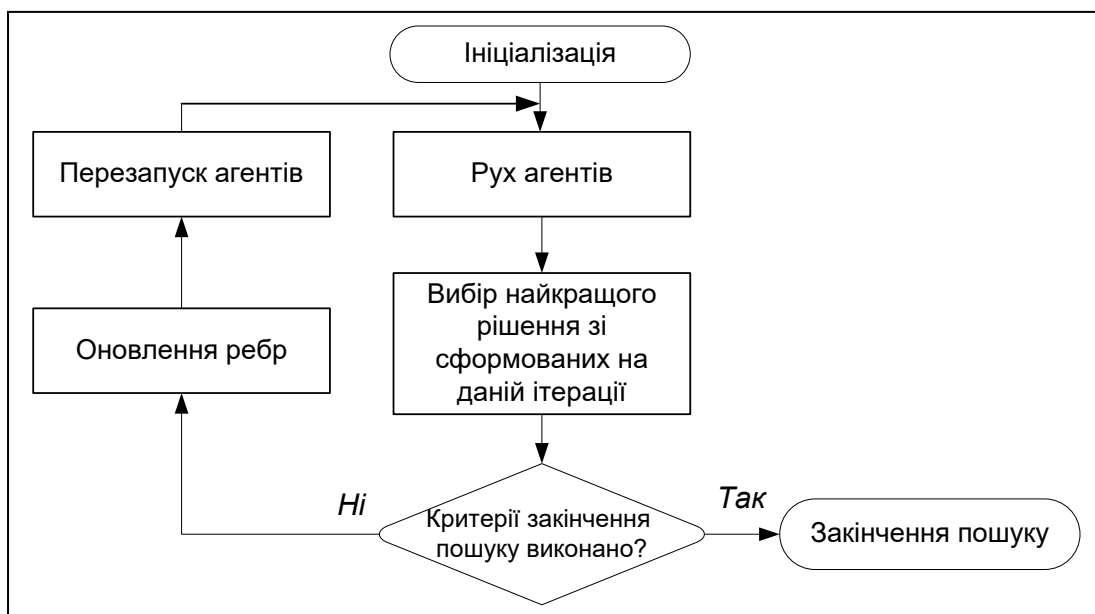 Ініціалізація
Перезапуск агентів
Рух агентів
Вибір найкращого
рішення зі
сформованих на
даній ітерації
Оновлення ребр
Ні
Критерії закінчення
пошуку виконано?
Так
Закінчення пошуку